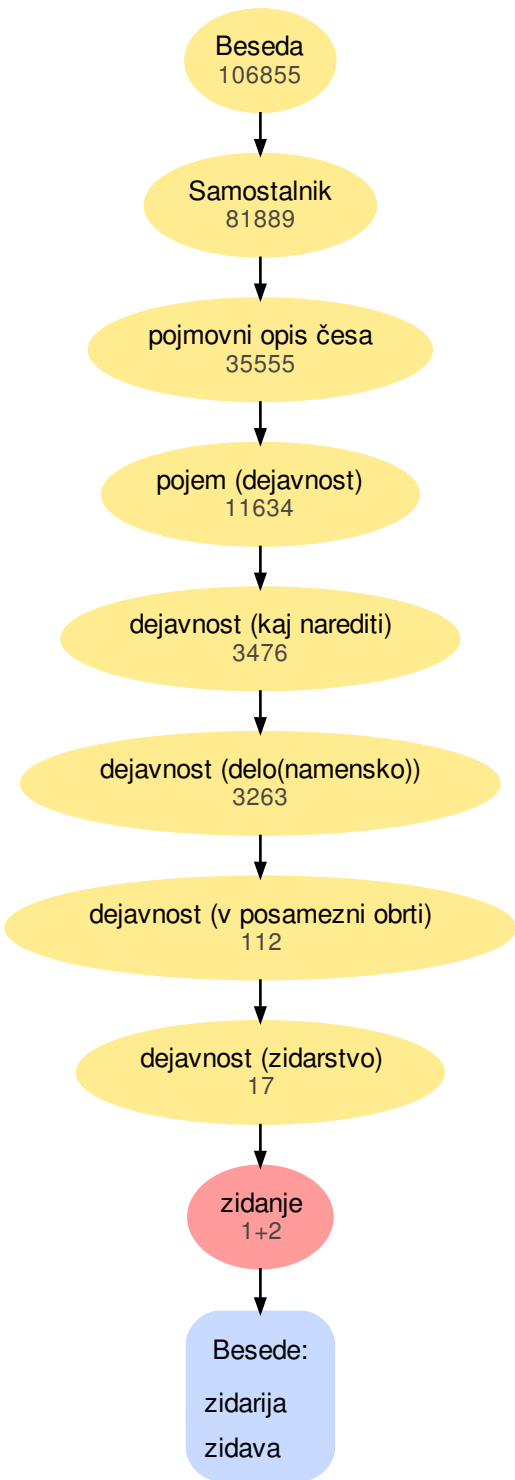 Beseda
106855
Samostalnik
81889
pojmovni opis česa
35555
pojem (dejavnost)
11634
dejavnost (kaj narediti)
3476
dejavnost (delo(namensko))
3263
dejavnost (v posamezni obrti)
112
dejavnost (zidarstvo)
17
zidanje
1+2
Besede:
zidarija
zidava